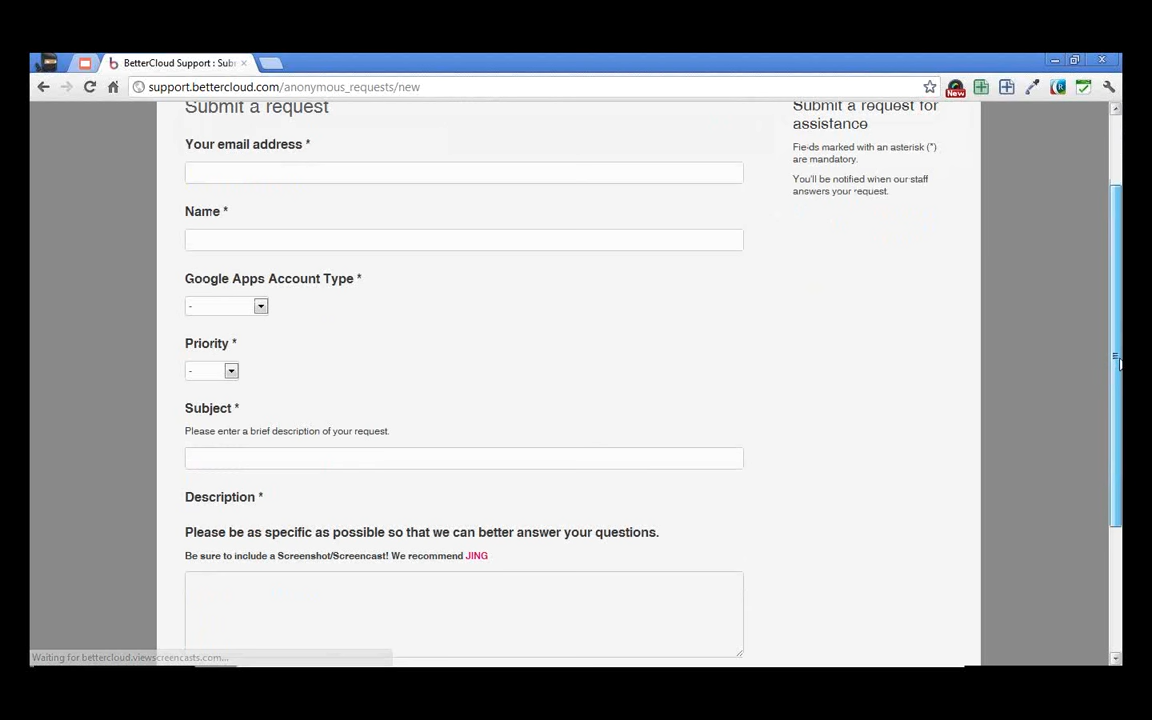 BetterCloud Support : Sub
support.bettercloud.com/anonymous_requests/new
New
Submit a request
Your email address *
Name *
Google Apps Account Type *
-
Priority *
-
Subject *
Please enter a brief description of your request.
Description *
Please be as specific as possible so that we can better answer your questions.
Be sure to include a Screenshot/Screencast! We recommend JING
Submit a request for
assistance
Fields marked with an asterisk (*)
are mandatory.
You'll be notified when our staff
answers your request.
Waiting for bettercloud.viewscreencasts.com...